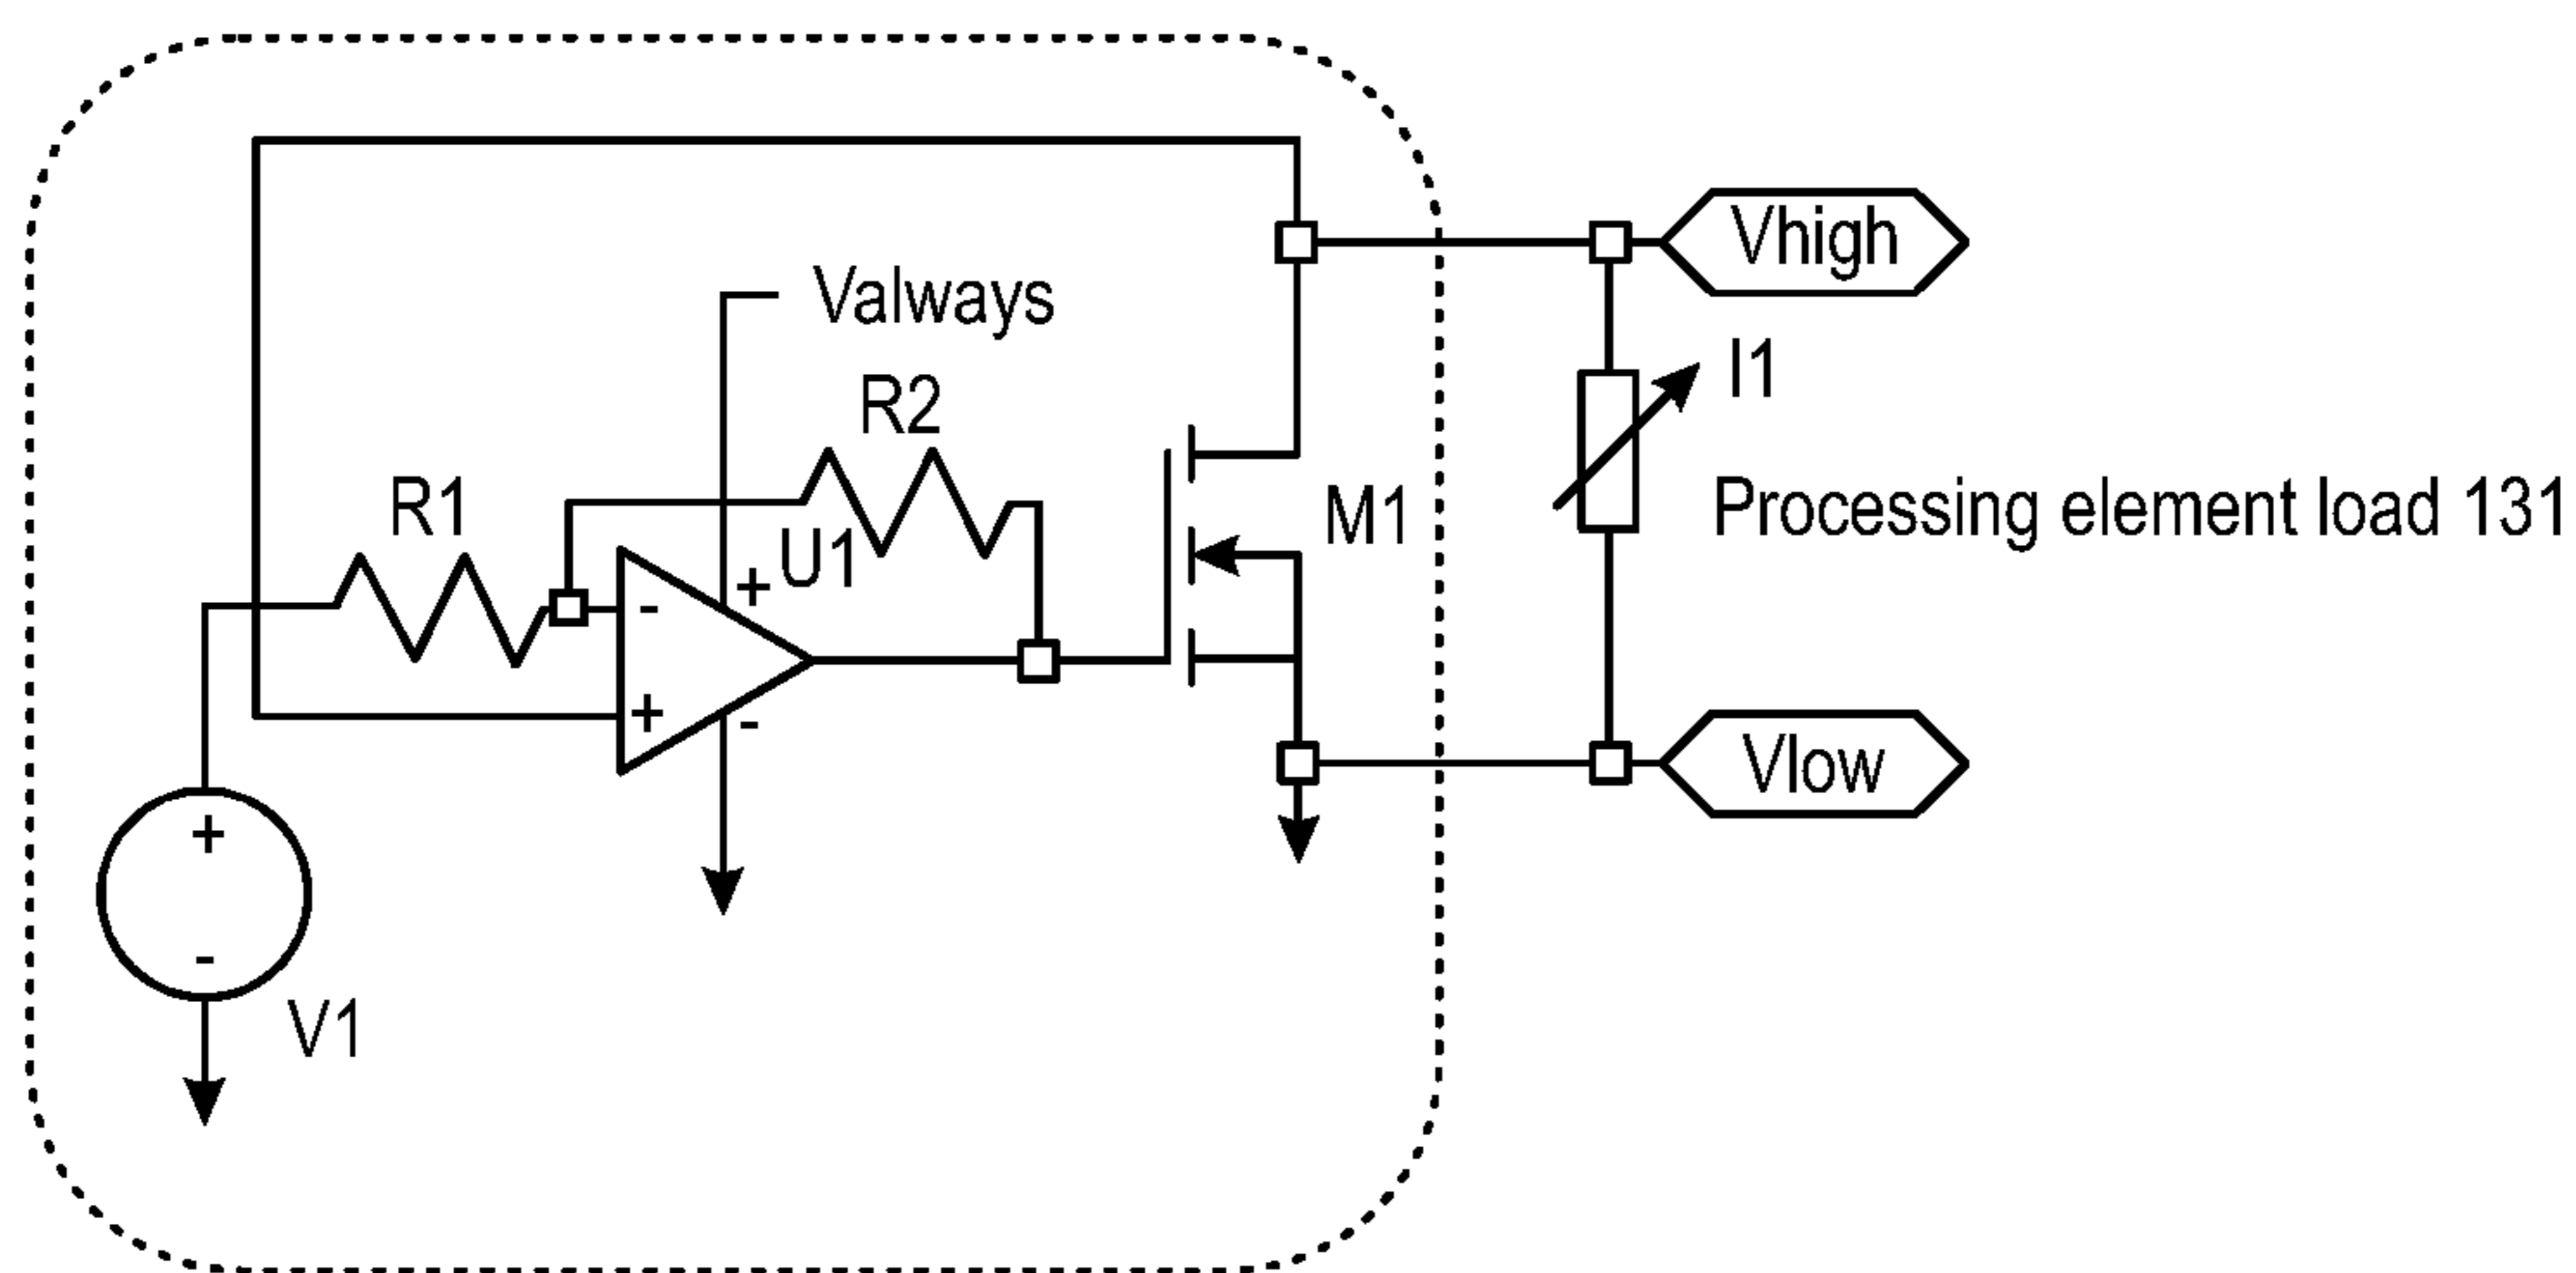 Vhigh
Valways
I1
R2
R1
M1
Processing element load 131
U1
+
-
+
-
Vlow
+
-
V1